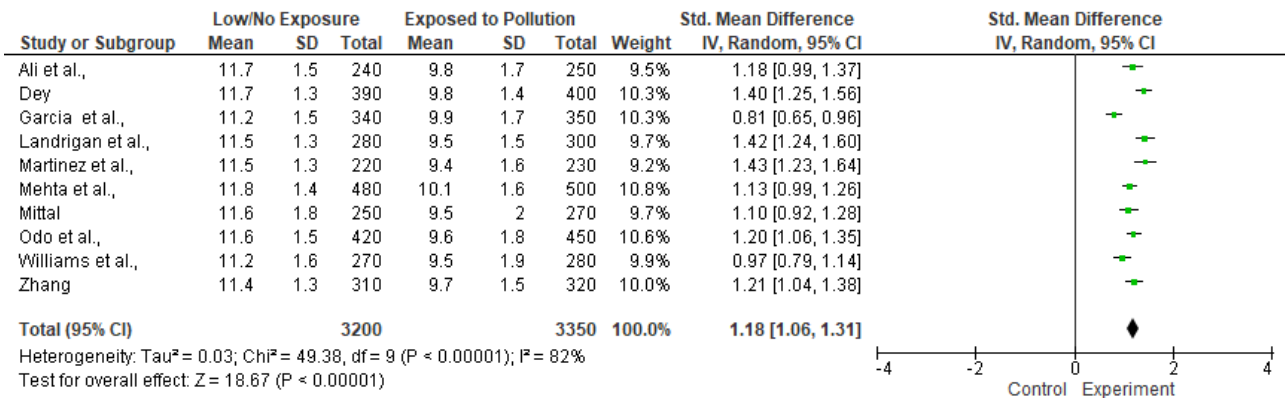 Low/No Exposure Exposed to Pollution Std. Mean Difference Std. Mean Difference
Study or Subgroup Mean SD Total Mean SD Total Weight IV, Random, 95% CI IV, Random, 95% CI
Ali et al., 11.7 1.5 240 9.8 1.7 250 9.5% 1.18 [0.99, 1.37]
Dey 11.7 1.3 390 9.8 1.4 400 10.3% 1.40 [1.25, 1.56]
Garcia et al., 11.2 1.5 340 9.9 1.7 350 10.3% 0.81 [0.65, 0.96]
Landrigan et al., 11.5 1.3 280 9.5 1.5 300 9.7% 1.42 [1.24, 1.60]
Martinez et al., 11.5 1.3 220 9.4 1.6 230 9.2% 1.43 [1.23, 1.64]
Mehta et al., 11.8 1.4 480 10.1 1.6 500 10.8% 1.13 [0.99, 1.26]
Mittal 11.6 1.8 250 9.5 2 270 9.7% 1.10 [0.92, 1.28]
Odo et al., 11.6 1.5 420 9.6 1.8 450 10.6% 1.20 [1.06, 1.35]
Williams et al., 11.2 1.6 270 9.5 1.9 280 9.9% 0.97 [0.79, 1.14]
Zhang 11.4 1.3 310 9.7 1.5 320 10.0% 1.21 [1.04, 1.38]
Total (95% CI) 3200 3350 100.0% 1.18 [1.06, 1.31]
Heterogeneity: Tau² = 0.03; Chi² = 49.38, df = 9 (P < 0.00001); I² = 82%
Test for overall effect: Z = 18.67 (P < 0.00001)
-4 -2 0 2 4
Control Experiment